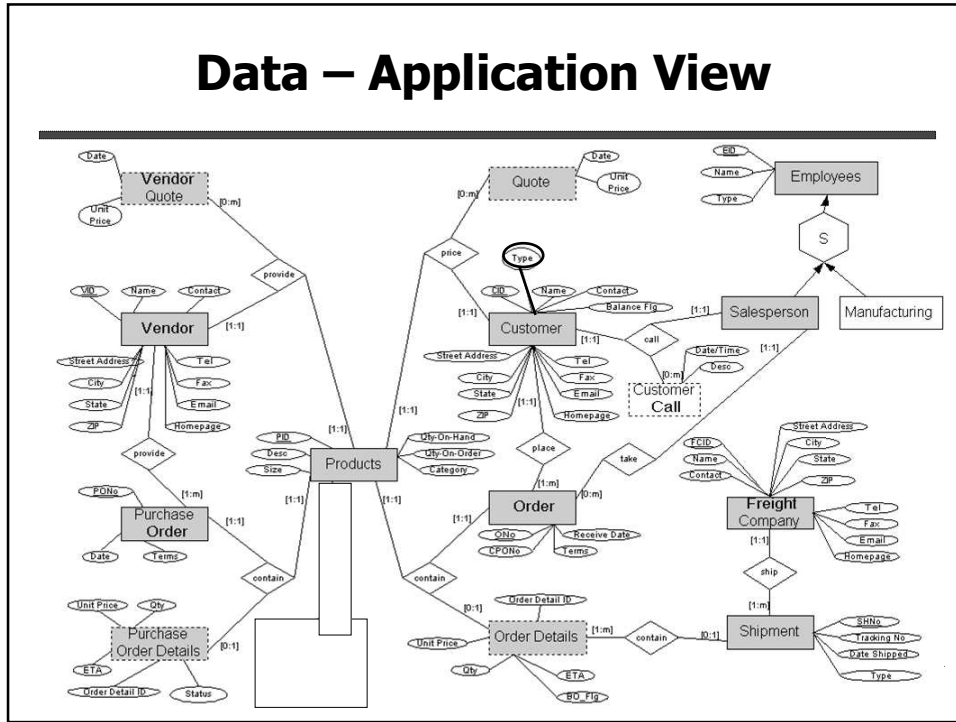 Data – Application View
Date
Vendor
Quote
Unit
Price
[0:m]
provide
VID
Name
Contact
Vendor
[1:1]
Street Address
City
State
ZIP
Tel
Fax
Email
Homepage
[1:1]
provide
[1:m]
PONo
Purchase
Order
Date
Terms
[1:1]
contain
Unit Price
Qty
Purchase
Order Details
[0:1]
ETA
Order Detail ID
Status
Date
Quote
Unit
Price
[0:m]
price
Type
CID
Name
Contact
Balance Flg
Customer
[1:1]
[1:1]
Street Address
City
State
ZIP
Tel
Fax
Email
Homepage
[1:1]
call
[1:1]
[0:m]
Date/Time
Desc
Customer
Call
EID
Name
Type
Employees
S
Salesperson
Manufacturing
[1:1]
take
[0:m]
place
[1:m]
[1:1]
[1:1]
PID
Desc
Size
Products
Qty-On-Hand
Qty-On-Order
Category
[1:1]
[1:1]
Order
[1:1]
ONo
CPONo
Receive Date
Terms
contain
[0:1]
Order Detail ID
Unit Price
Order Details
Qty
ETA
BO_Flg
[1:m]
contain
[0:1]
Street Address
City
State
ZIP
FCID
Name
Contact
Freight
Company
Tel
Fax
Email
Homepage
[1:1]
ship
[1:m]
Shipment
SHNo
Tracking No
Date Shipped
Type